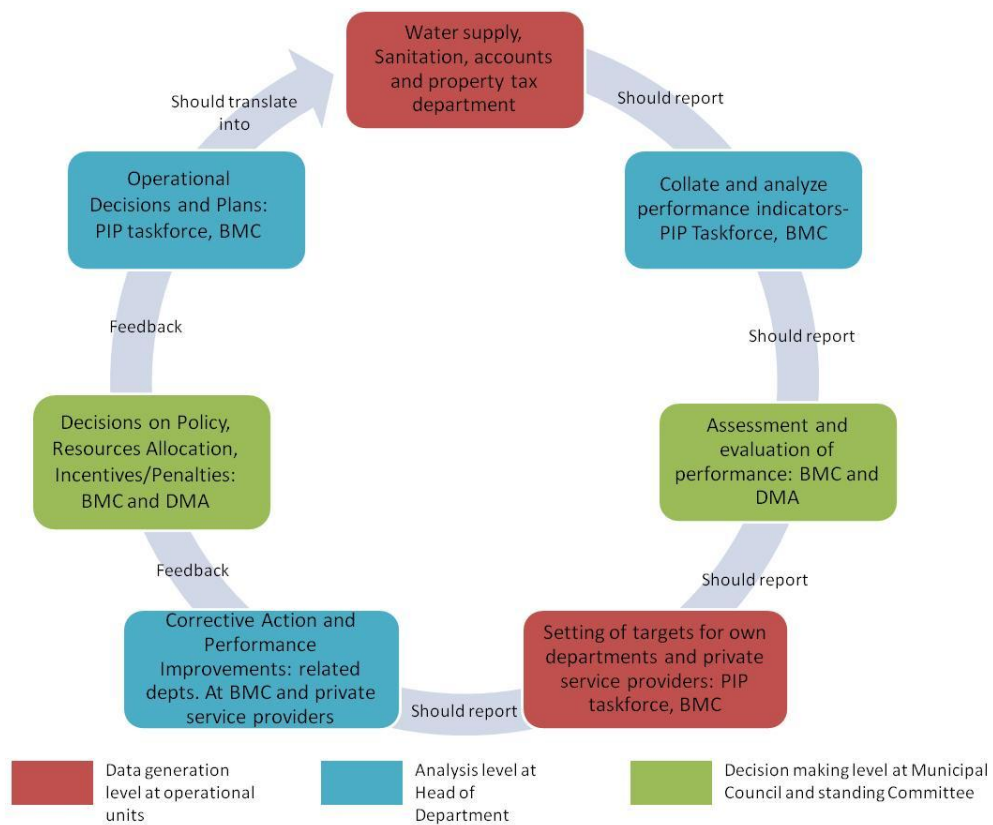 Water supply,
Sanitation, accounts
and property tax
department
Should report
Collate and analyze
performance indicators-
PIP Taskforce, BMC
Should report
Assessment and
evaluation of
performance: BMC and
DMA
Should report
Setting of targets for own
departments and private
service providers: PIP
taskforce, BMC
Should report
Corrective Action and
Performance
Improvements: related
depts. At BMC and private
service providers
Feedback
Decisions on Policy,
Resources Allocation,
Incentives/Penalties:
BMC and DMA
Feedback
Operational
Decisions and Plans:
PIP taskforce, BMC
Should translate
into
Data generation
level at operational
units
Analysis level at
Head of
Department
Decision making level at Municipal
Council and standing Committee